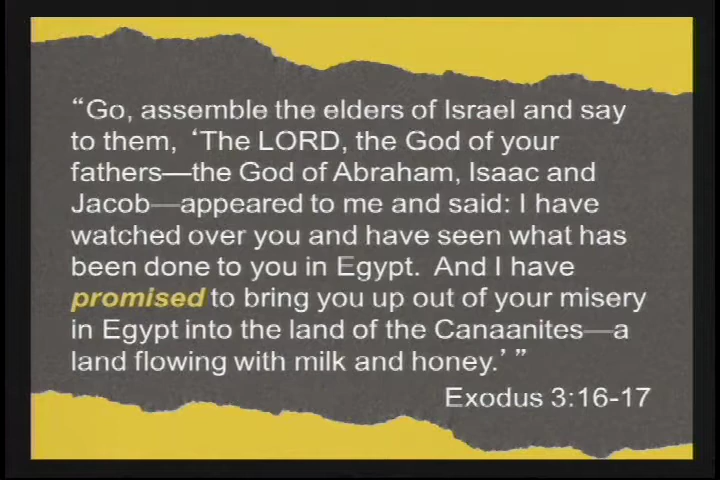 “Go, assemble the elders of Israel and say
to them, ‘The LORD, the God of your
fathers—the God of Abraham, Isaac and
Jacob—appeared to me and said: I have
watched over you and have seen what has
been done to you in Egypt. And I have
promised to bring you up out of your misery
in Egypt into the land of the Canaanites—a
land flowing with milk and honey.’ ”
Exodus 3:16-17